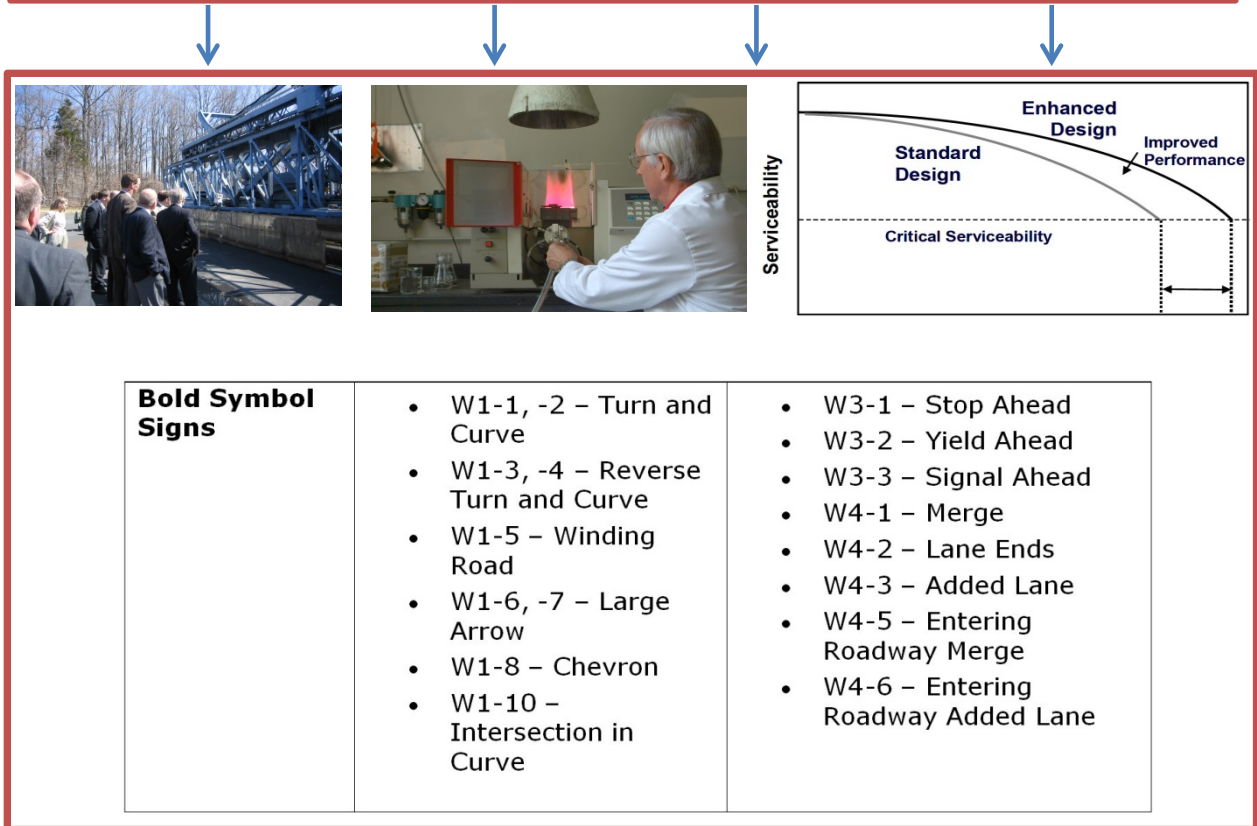 Enhanced
Design
Standard
Design
Improved
Performance
Serviceability
Critical Serviceability
Bold Symbol
Signs
• W1-1, -2 – Turn and
Curve
• W1-3, -4 – Reverse
Turn and Curve
• W1-5 – Winding
Road
• W1-6, -7 – Large
Arrow
• W1-8 – Chevron
• W1-10 –
Intersection in
Curve
• W3-1 – Stop Ahead
• W3-2 – Yield Ahead
• W3-3 – Signal Ahead
• W4-1 – Merge
• W4-2 – Lane Ends
• W4-3 – Added Lane
• W4-5 – Entering
Roadway Merge
• W4-6 – Entering
Roadway Added Lane